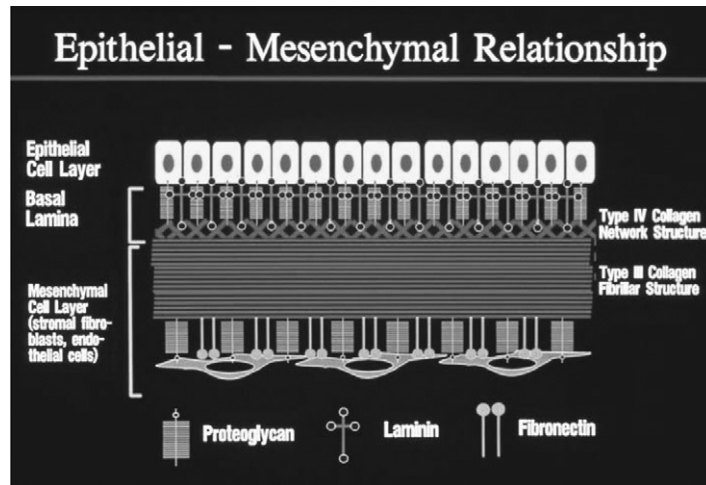 Epithelial - Mesenchymal Relationship
Epithelial
Cell Layer
Basal
Lamina
Type IV Collagen
Network Structure
Type III Collagen
Fibrillar Structure
Mesenchymal
Cell Layer
(stromal fibro-
blasts, endo-
thelial cells)
Proteoglycan
Laminin
Fibronectin